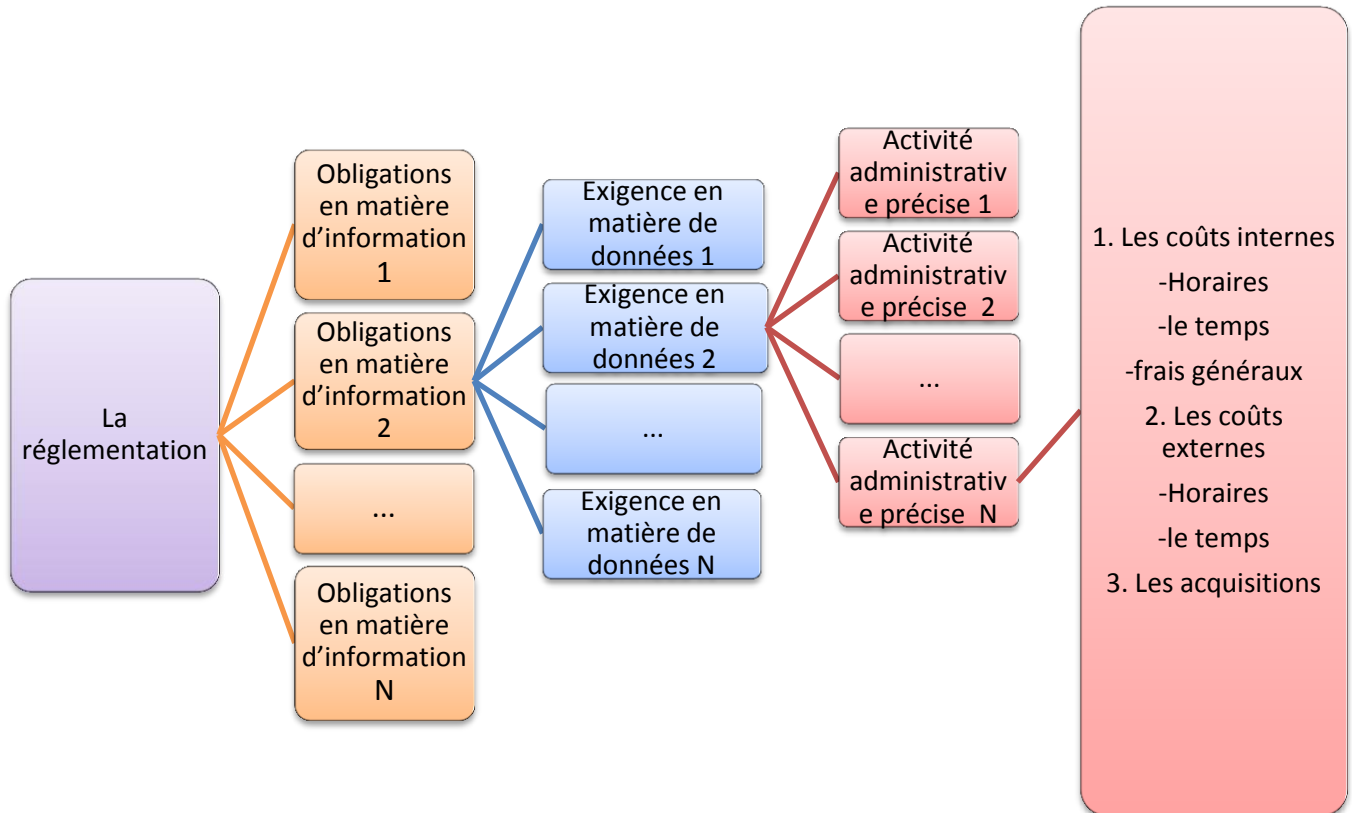 La
réglementation
Obligations
en matière
d’information
1
Obligations
en matière
d’information
2
...
Obligations
en matière
d’information
N
Exigence en
matière de
données 1
Exigence en
matière de
données 2
...
Exigence en
matière de
données N
Activité
administrativ
e précise 1
Activité
administrativ
e précise 2
...
Activité
administrativ
e précise N
1. Les coûts internes
-Horaires
-le temps
-frais généraux
2. Les coûts
externes
-Horaires
-le temps
3. Les acquisitions